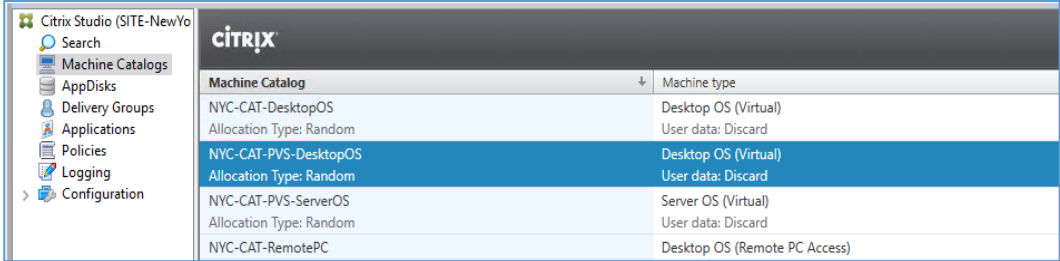 Citrix Studio (SITE-NewYo
Search
Machine Catalogs
AppDisks
Delivery Groups
Applications
Policies
Logging
Configuration
CITRIX
Machine Catalog Machine type
NYC-CAT-DesktopOS Desktop OS (Virtual)
Allocation Type: Random User data: Discard
NYC-CAT-PVS-DesktopOS Desktop OS (Virtual)
Allocation Type: Random User data: Discard
NYC-CAT-PVS-ServerOS Server OS (Virtual)
Allocation Type: Random User data: Discard
NYC-CAT-RemotePC Desktop OS (Remote PC Access)